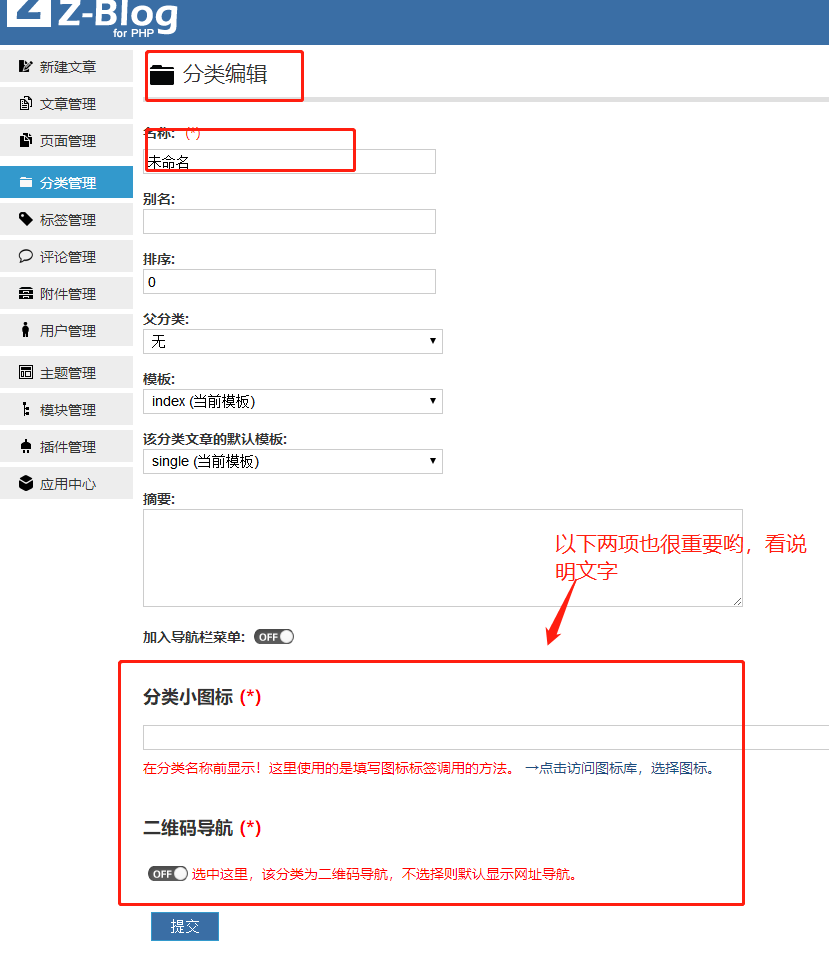 Z-Blog
for PHP
新建文章
文章管理
页面管理
分类管理
标签管理
评论管理
附件管理
用户管理
主题管理
模块管理
插件管理
应用中心
分类编辑
名称: (*)
未命名
别名:
排序:
0
父分类:
无
模板:
index (当前模板)
该分类文章的默认模板:
single (当前模板)
摘要:
以下两项也很重要哟，看说
明文字
加入导航栏菜单: OFF
分类小图标 (*)
在分类名称前显示！这里使用的是填写图标标签调用的方法。 →点击访问图标库，选择图标。
二维码导航 (*)
OFF 选中这里，该分类为二维码导航，不选择则默认显示网址导航。
提交